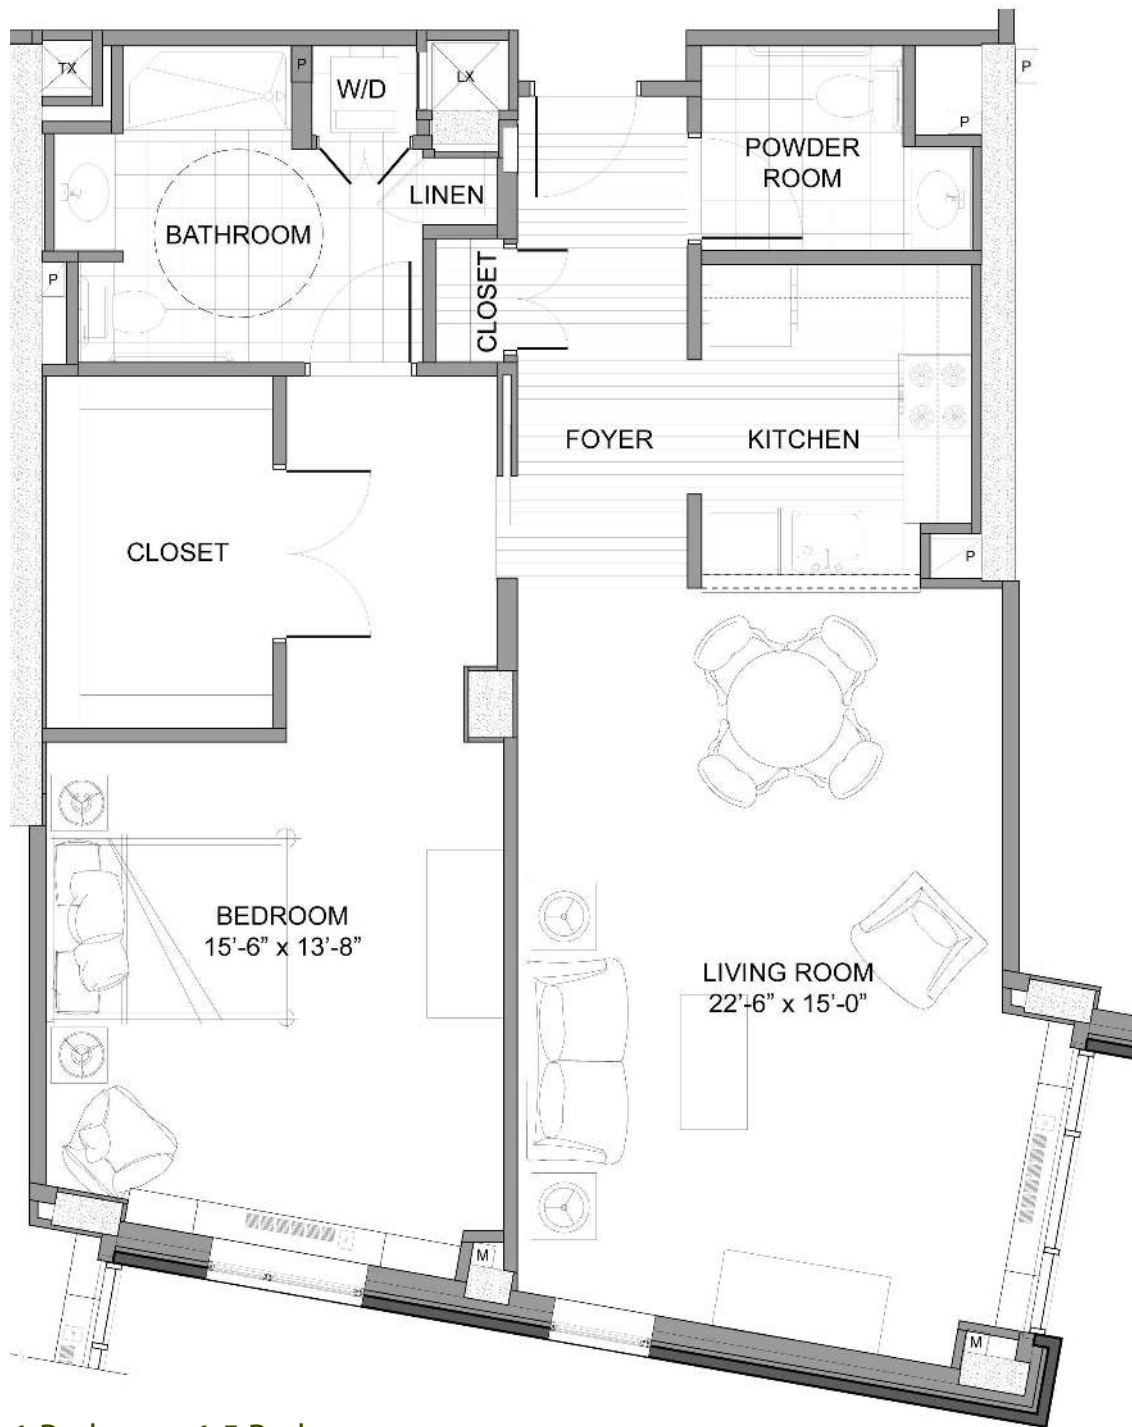 TX
P
W/D
LX
P
P
POWDER
ROOM
LINEN
BATHROOM
CLOSET
P
FOYER
KITCHEN
CLOSET
P
BEDROOM
15'-6” x 13'-8”
LIVING ROOM
22'-6” x 15'-0”
M
M